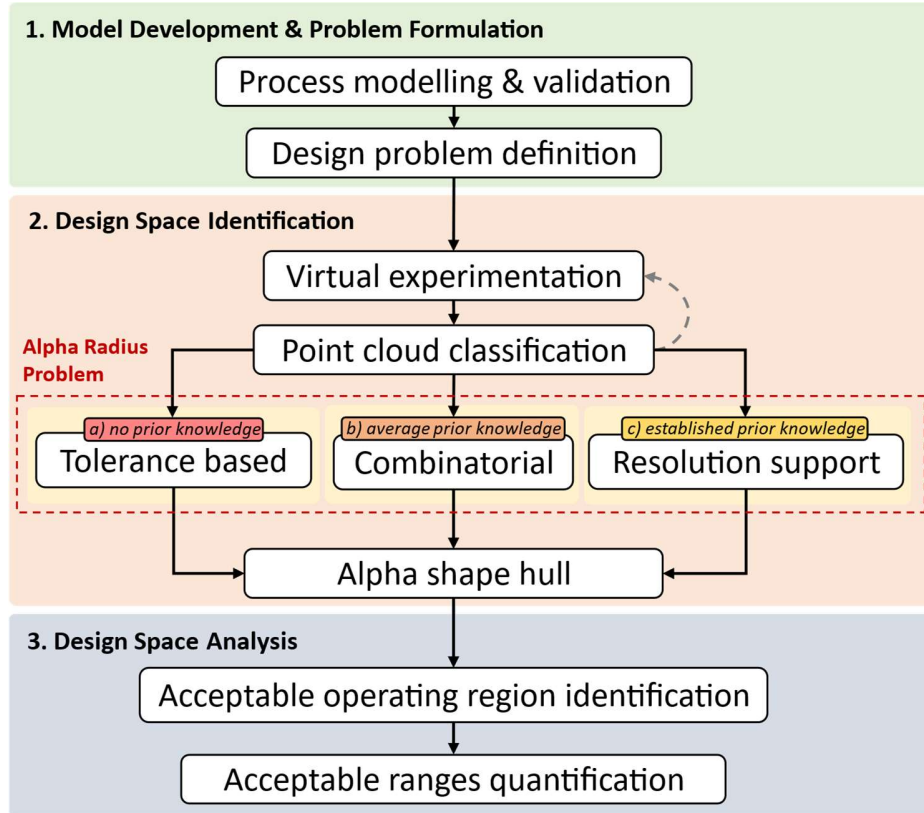 1. Model Development & Problem Formulation
Process modelling & validation
Design problem definition
2. Design Space Identification
Virtual experimentation
Point cloud classification
Alpha Radius
Problem
a) no prior knowledge
Tolerance based
b) average prior knowledge
Combinatorial
c) established prior knowledge
Resolution support
Alpha shape hull
3. Design Space Analysis
Acceptable operating region identification
Acceptable ranges quantification